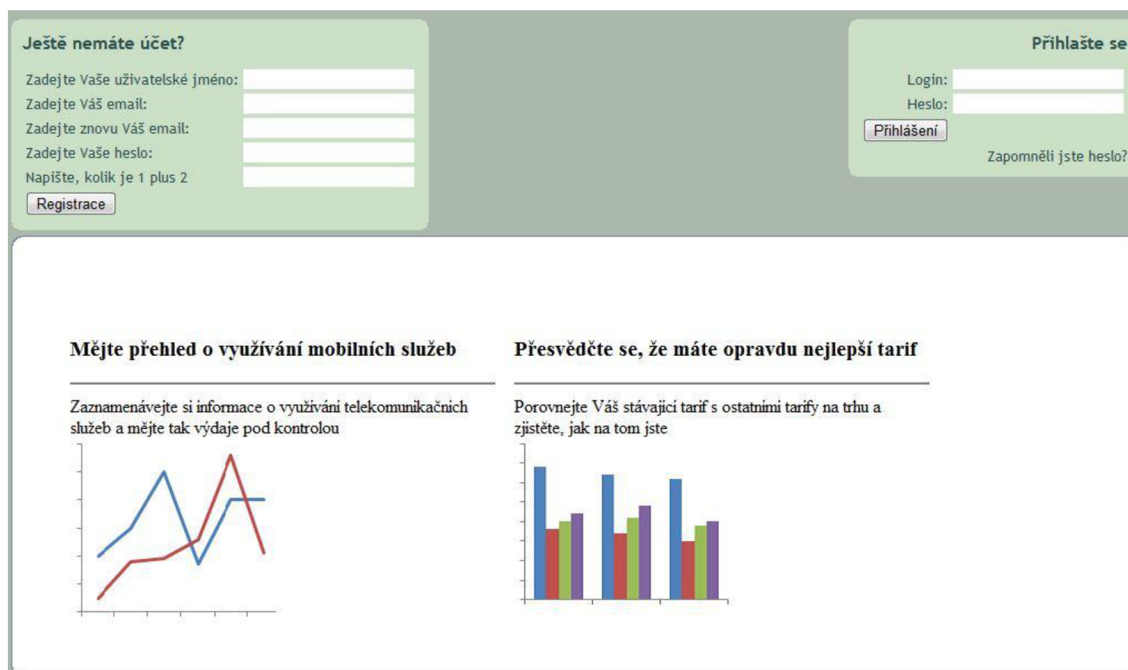 Ještě nemáte účet?
Zadejte Vaše uživatelské jméno:
Zadejte Váš email:
Zadejte znovu Váš email:
Zadejte Vaše heslo:
Napište, kolik je 1 plus 2
Registrace
Přihlašte se
Login:
Heslo:
Přihlášení
Zapomněli jste heslo?
Mějte přehled o využívání mobilních služeb
Zaznamenávejte si informace o využívání telekomunikačnich
služeb a mějte tak výdaje pod kontrolou
Přesvědčte se, že máte opravdu nejlepší tarif
Porovnejte Váš stávající tarif s ostatními tarify na trhu a
zjistěte, jak na tom jste